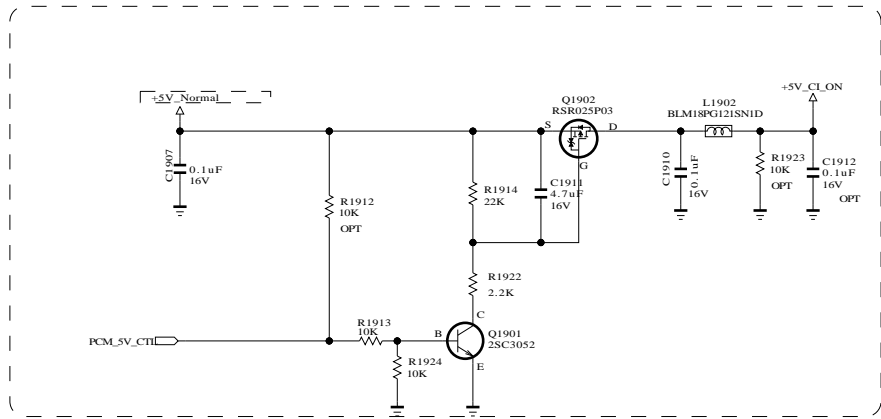 +5V_Normal
C1907
0.1uF
16V
R1912
10K
OPT
R1914
22K
C1911
4.7uF
16V
Q1902
RSR025P03
S
D
G
L1902
BLM18PG121SN1D
+5V_CI_ON
C1910
0.1uF
16V
R1923
10K
OPT
C1912
0.1uF
16V
OPT
R1922
2.2K
PCM_5V_CTL
R1913
10K
R1924
10K
B
C
E
Q1901
2SC3052